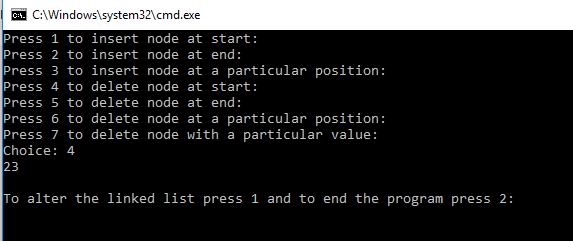 C:\Windows\system32\cmd.exe
Press 1 to insert node at start:
Press 2 to insert node at end:
Press 3 to insert node at a particular position:
Press 4 to delete node at start:
Press 5 to delete node at end:
Press 6 to delete node at a particular position:
Press 7 to delete node with a particular value:
Choice: 4
23
To alter the linked list press 1 and to end the program press 2: